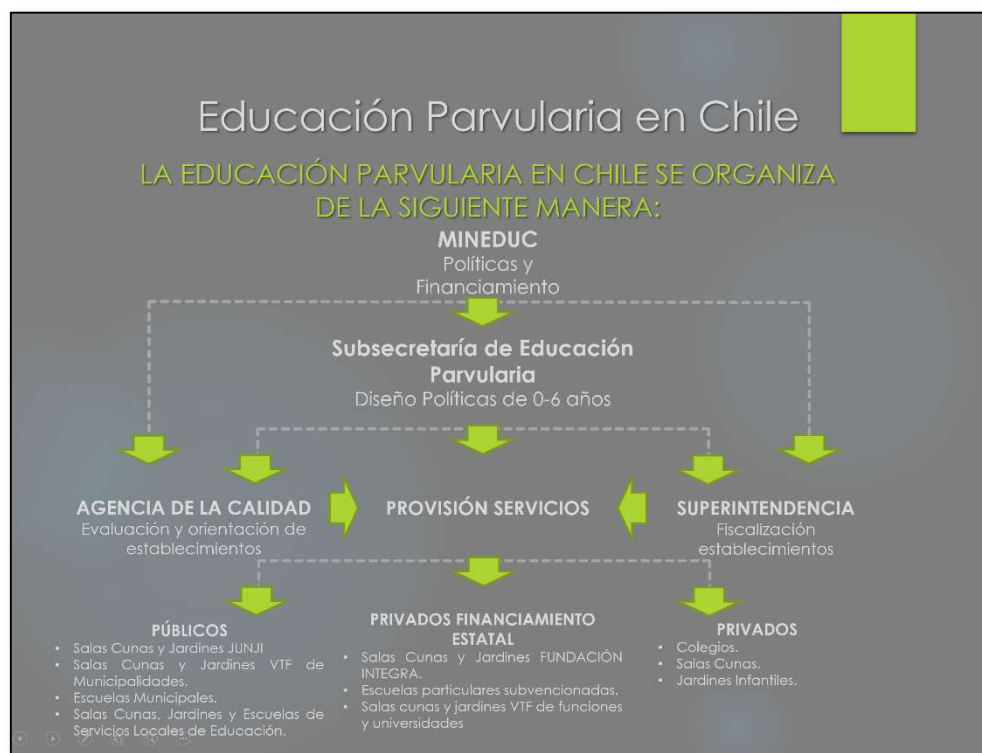 Educación Parvularia en Chile
LA EDUCACIÓN PARVULARIA EN CHILE SE ORGANIZA
DE LA SIGUIENTE MANERA:
MINEDUC
Políticas y
Financiamiento
Subsecretaría de Educación
Parvularia
Diseño Políticas de 0-6 años
AGENCIA DE LA CALIDAD
Evaluación y orientación de
establecimientos
PROVISIÓN SERVICIOS
SUPERINTENDENCIA
Fiscalización
establecimientos
PÚBLICOS
• Salas Cunas y Jardines JUNJI
• Salas Cunas y Jardines VTF de
Municipalidades.
• Escuelas Municipales.
• Salas Cunas, Jardines y Escuelas de
Servicios Locales de Educación.
PRIVADOS FINANCIAMIENTO
ESTATAL
• Salas Cunas y Jardines FUNDACIÓN
INTEGRA.
• Escuelas particulares subvencionadas.
• Salas cunas y jardines VTF de funciones
y universidades
PRIVADOS
• Colegios.
• Salas Cunas.
• Jardines Infantiles.